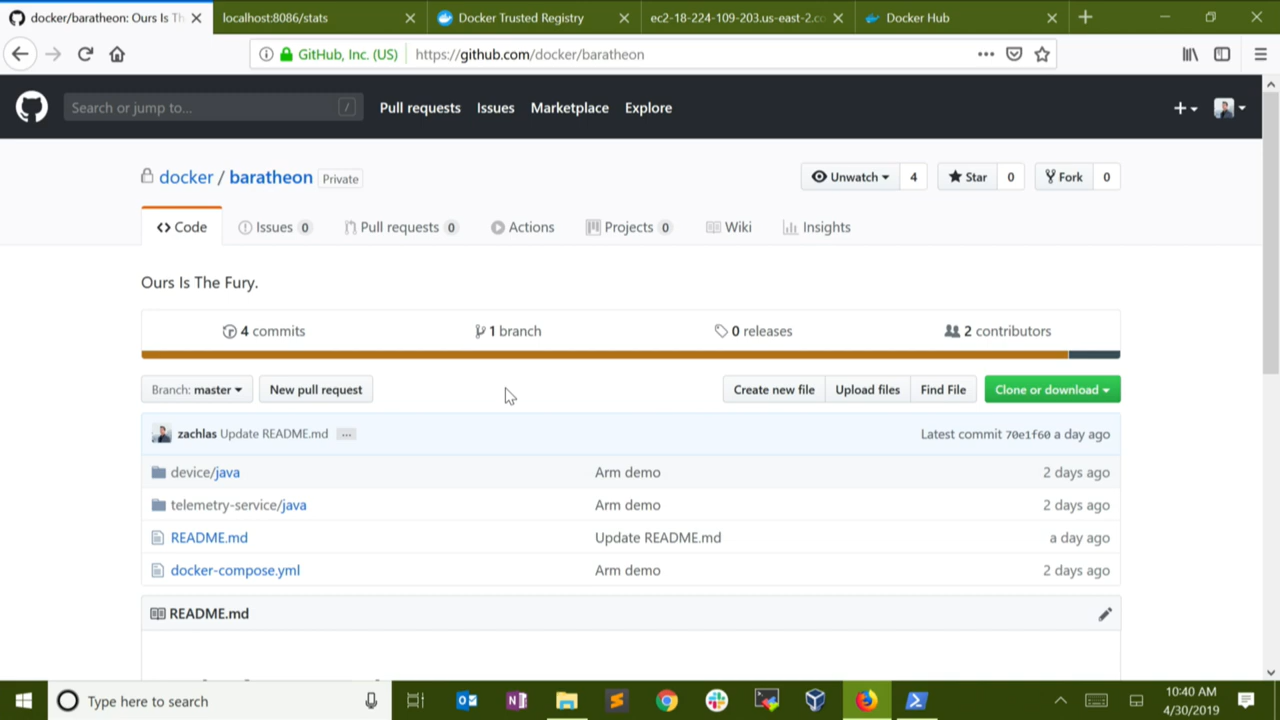 docker/baratheon: Ours Is Th
localhost:8086/stats
Docker Trusted Registry
ec2-18-224-109-203.us-east-2.co
Docker Hub
GitHub, Inc. (US)
https://github.com/docker/baratheon
Search or jump to...
/
Pull requests
Issues
Marketplace
Explore
docker / baratheon
Private
Unwatch
4
Star
0
Fork
0
Code
Issues 0
Pull requests 0
Actions
Projects 0
Wiki
Insights
Ours Is The Fury.
4 commits
1 branch
0 releases
2 contributors
Branch: master
New pull request
Create new file
Upload files
Find File
Clone or download
zachlas Update README.md
Latest commit 70e1f60 a day ago
device/java
Arm demo
2 days ago
telemetry-service/java
Arm demo
2 days ago
README.md
Update README.md
a day ago
docker-compose.yml
Arm demo
2 days ago
README.md
Type here to search
10:40 AM
4/30/2019